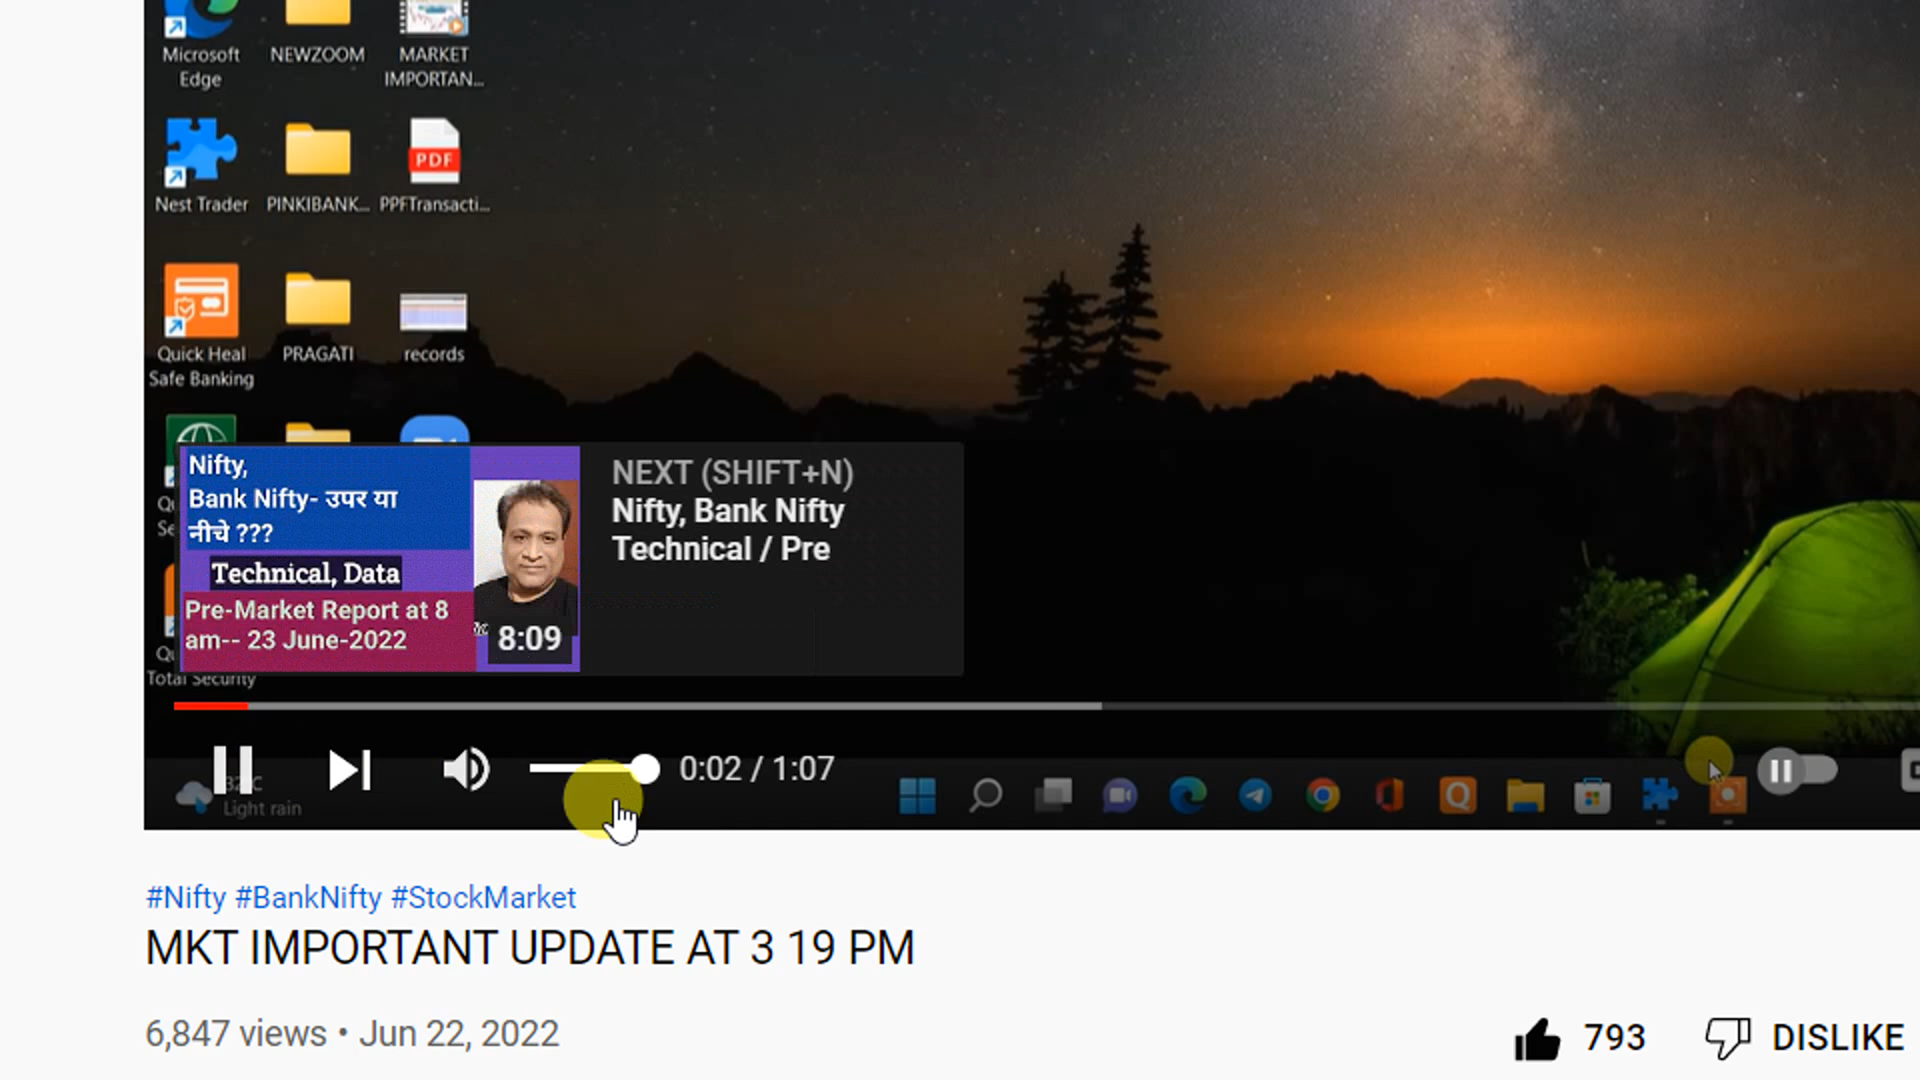 Microsoft
Edge
NEWZOOM
MARKET
IMPORTAN...
Nest Trader
PINKIBANK...
PDF
PPFTransacti...
Quick Heal
Safe Banking
PRAGATI
records
Nifty,
Bank Nifty- उपर या
नीचे ???
Technical, Data
Pre-Market Report at 8
am-- 23 June-2022
8:09
NEXT (SHIFT+N)
Nifty, Bank Nifty
Technical / Pre
Total Security
0:02 / 1:07
Light rain
#Nifty #BankNifty #StockMarket
MKT IMPORTANT UPDATE AT 3 19 PM
6,847 views • Jun 22, 2022
793
DISLIKE